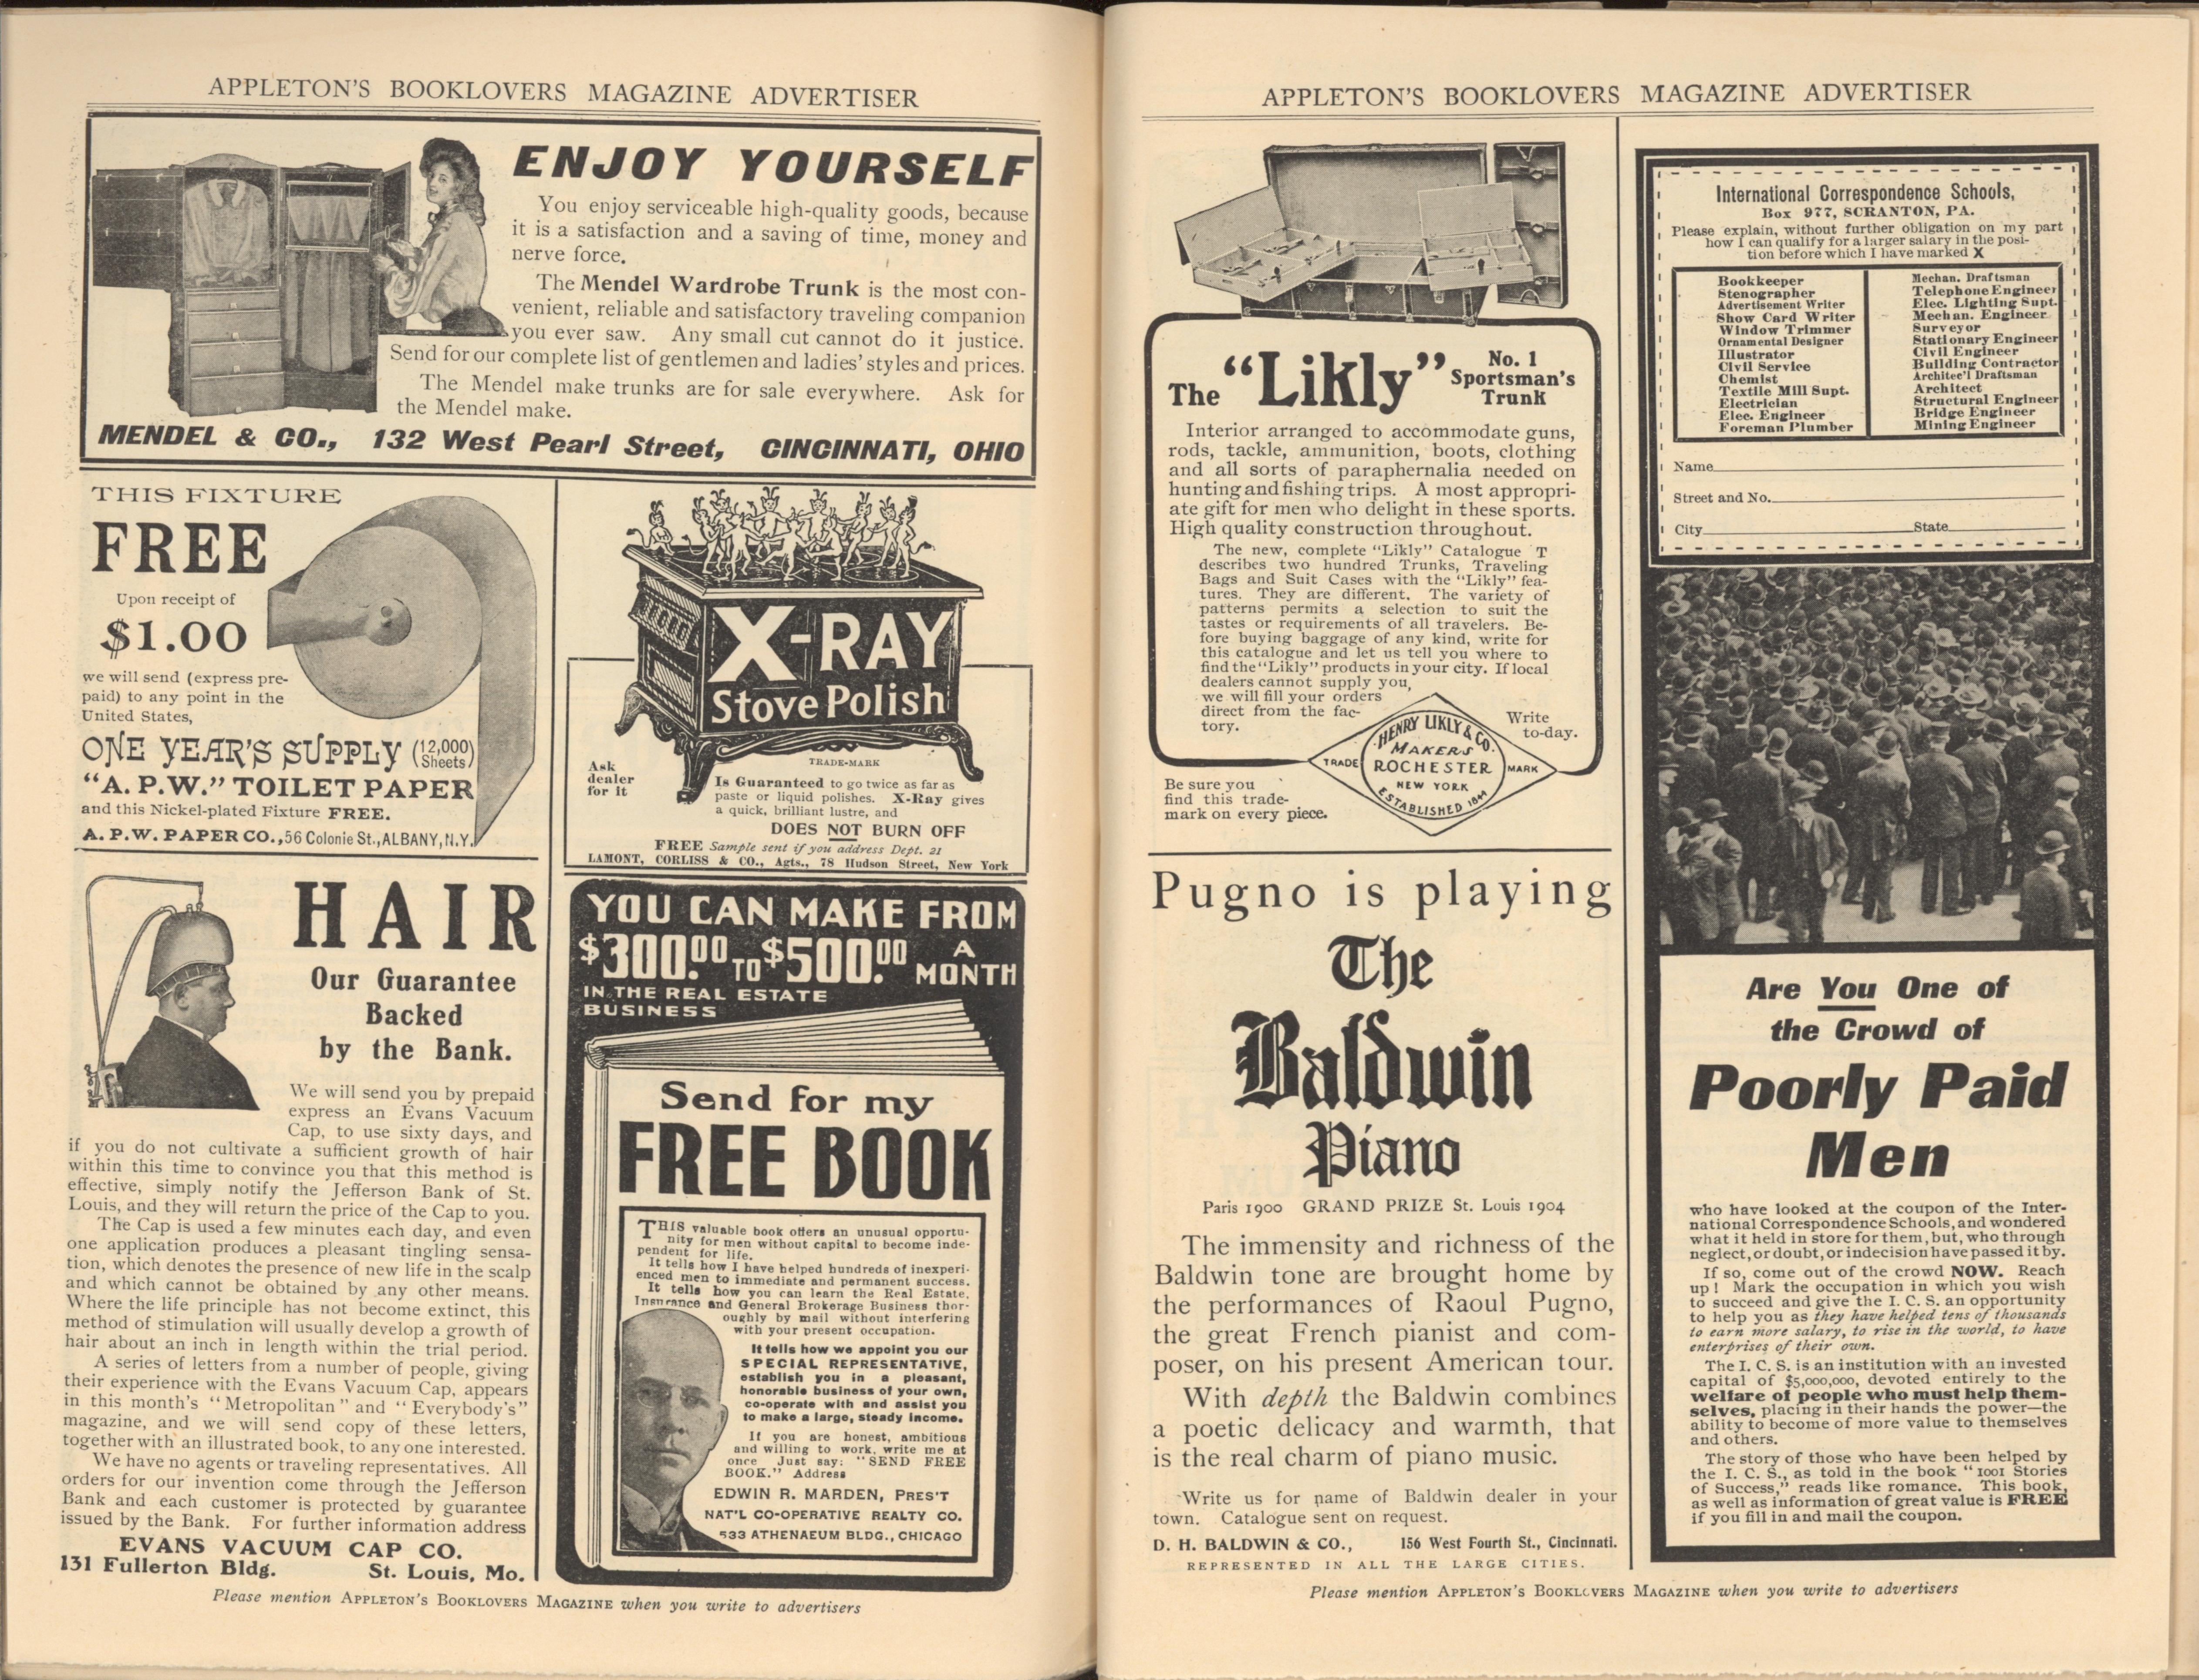 APPLETON'S BOOKLOVERS MAGAZINE ADVERTISER
ENJOY YOURSELF
You enjoy serviceable high-quality goods, because
it is a satisfaction and a saving of time, money and
nerve force.
The Mendel Wardrobe Trunk is the most con-
venient, reliable and satisfactory traveling companion
you ever saw. Any small cut cannot do it justice.
Send for our complete list of gentlemen and ladies' styles and prices.
The Mendel make trunks are for sale everywhere. Ask for
the Mendel make.
MENDEL & CO., 132 West Pearl Street, CINCINNATI, OHIO
THIS FIXTURE
FREE
Upon receipt of
$1.00
we will send (express pre-
paid) to any point in the
United States,
ONE YEAR'S SUPPLY (12,000 Sheets)
"A. P. W." TOILET PAPER
and this Nickel-plated Fixture FREE.
A. P. W. PAPER CO., 56 Colonie St., ALBANY, N.Y.
X-RAY
Stove Polish
TRADE-MARK
Ask
dealer
for it
Is Guaranteed to go twice as far as
paste or liquid polishes. X-Ray gives
a quick, brilliant lustre, and
DOES NOT BURN OFF
FREE Sample sent if you address Dept. 21
LAMONT, CORLISS & CO., Agts., 78 Hudson Street, New York
HAIR
Our Guarantee
Backed
by the Bank.
We will send you by prepaid
express an Evans Vacuum
Cap, to use sixty days, and
if you do not cultivate a sufficient growth of hair
within this time to convince you that this method is
effective, simply notify the Jefferson Bank of St.
Louis, and they will return the price of the Cap to you.
The Cap is used a few minutes each day, and even
one application produces a pleasant tingling sensa-
tion, which denotes the presence of new life in the scalp
and which cannot be obtained by any other means.
Where the life principle has not become extinct, this
method of stimulation will usually develop a growth of
hair about an inch in length within the trial period.
A series of letters from a number of people, giving
their experience with the Evans Vacuum Cap, appears
in this month's "Metropolitan" and "Everybody's"
magazine, and we will send copy of these letters,
together with an illustrated book, to any one interested.
We have no agents or traveling representatives. All
orders for our invention come through the Jefferson
Bank and each customer is protected by guarantee
issued by the Bank. For further information address
EVANS VACUUM CAP CO.
131 Fullerton Bldg. St. Louis, Mo.
YOU CAN MAKE FROM
$300.00 TO $500.00 A MONTH
IN THE REAL ESTATE
BUSINESS
Send for my
FREE BOOK
THIS valuable book offers an unusual opportu-
nity for men without capital to become inde-
pendent for life.
It tells how I have helped hundreds of inexperi-
enced men to immediate and permanent success.
It tells how you can learn the Real Estate,
Insurance and General Brokerage Business thor-
oughly by mail without interfering
with your present occupation.
It tells how we appoint you our
SPECIAL REPRESENTATIVE,
establish you in a pleasant,
honorable business of your own,
co-operate with and assist you
to make a large, steady income.
If you are honest, ambitious
and willing to work, write me at
once Just say: "SEND FREE
BOOK." Address
EDWIN R. MARDEN, PRES'T
NAT'L CO-OPERATIVE REALTY CO.
533 ATHENAEUM BLDG., CHICAGO
Please mention APPLETON'S BOOKLOVERS MAGAZINE when you write to advertisers
APPLETON'S BOOKLOVERS MAGAZINE ADVERTISER
The "Likly" No. 1
Sportsman's
Trunk
Interior arranged to accommodate guns,
rods, tackle, ammunition, boots, clothing
and all sorts of paraphernalia needed on
hunting and fishing trips. A most appropri-
ate gift for men who delight in these sports.
High quality construction throughout.
The new, complete "Likly" Catalogue T
describes two hundred Trunks, Traveling
Bags and Suit Cases with the "Likly" fea-
tures. They are different. The variety of
patterns permits a selection to suit the
tastes or requirements of all travelers. Be-
fore buying baggage of any kind, write for
this catalogue and let us tell you where to
find the "Likly" products in your city. If local
dealers cannot supply you,
we will fill your orders
direct from the fac-
tory.
Write
to-day.
HENRY LIKLY & CO.
MAKERS
TRADE ROCHESTER MARK
NEW YORK
ESTABLISHED 1844
Be sure you
find this trade-
mark on every piece.
Pugno is playing
The
Baldwin
Piano
Paris 1900 GRAND PRIZE St. Louis 1904
The immensity and richness of the
Baldwin tone are brought home by
the performances of Raoul Pugno,
the great French pianist and com-
poser, on his present American tour.
With depth the Baldwin combines
a poetic delicacy and warmth, that
is the real charm of piano music.
Write us for name of Baldwin dealer in your
town. Catalogue sent on request.
D. H. BALDWIN & CO., 156 West Fourth St., Cincinnati.
REPRESENTED IN ALL THE LARGE CITIES.
International Correspondence Schools,
Box 977, SCRANTON, PA.
Please explain, without further obligation on my part
how I can qualify for a larger salary in the posi-
tion before which I have marked X
Bookkeeper
Stenographer
Advertisement Writer
Show Card Writer
Window Trimmer
Ornamental Designer
Illustrator
Civil Service
Chemist
Textile Mill Supt.
Electrician
Elec. Engineer
Foreman Plumber
Mechan. Draftsman
Telephone Engineer
Elec. Lighting Supt.
Mechan. Engineer
Surveyor
Stationary Engineer
Civil Engineer
Building Contractor
Architec'l Draftsman
Architect
Structural Engineer
Bridge Engineer
Mining Engineer
Name
Street and No.
City State
Are You One of
the Crowd of
Poorly Paid
Men
who have looked at the coupon of the Inter-
national Correspondence Schools, and wondered
what it held in store for them, but, who through
neglect, or doubt, or indecision have passed it by.
If so, come out of the crowd NOW. Reach
up! Mark the occupation in which you wish
to succeed and give the I. C. S. an opportunity
to help you as they have helped tens of thousands
to earn more salary, to rise in the world, to have
enterprises of their own.
The I. C. S. is an institution with an invested
capital of $5,000,000, devoted entirely to the
welfare of people who must help them-
selves, placing in their hands the power—the
ability to become of more value to themselves
and others.
The story of those who have been helped by
the I. C. S., as told in the book "1001 Stories
of Success," reads like romance. This book,
as well as information of great value is FREE
if you fill in and mail the coupon.
Please mention APPLETON'S BOOKLOVERS MAGAZINE when you write to advertisers